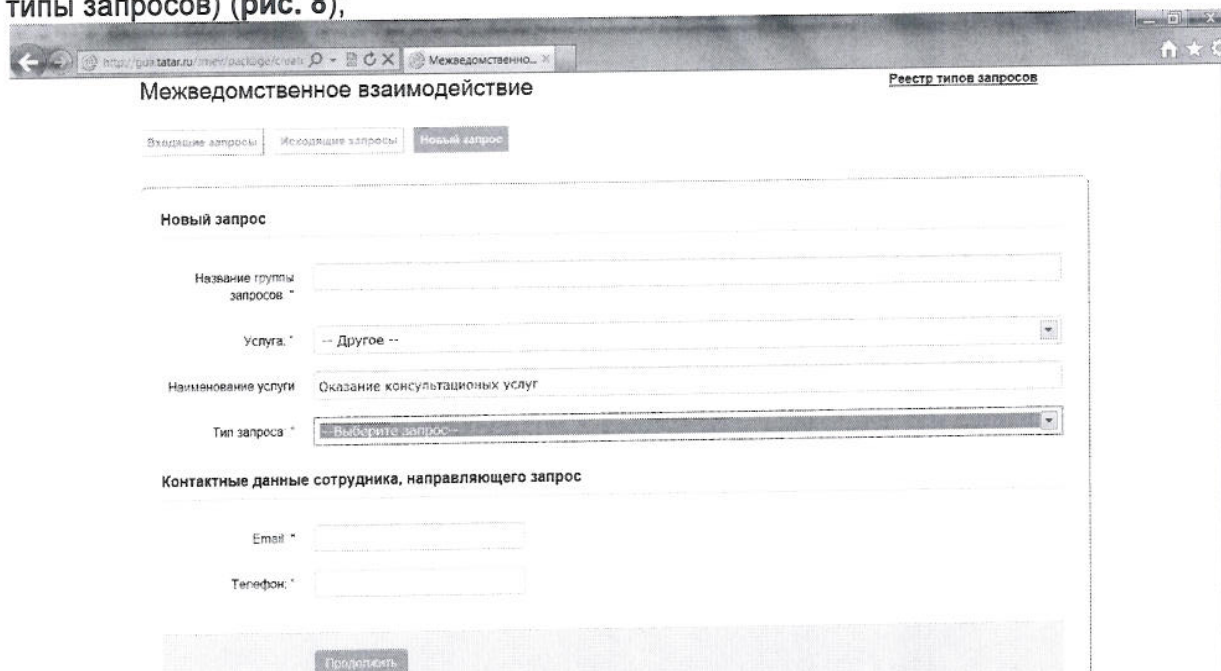 типы запросов) (рис. 8),
Межведомственно...
Межведомственное взаимодействие
Реестр типов запросов
Входящие запросы
Исходящие запросы
Новый запрос
Новый запрос
Название группы
запросов *
Услуга: *
-- Другое --
Наименование услуги
Оказание консультационых услуг
Тип запроса: *
--Выберите запрос--
Контактные данные сотрудника, направляющего запрос
Email: *
Телефон: *
Продолжить